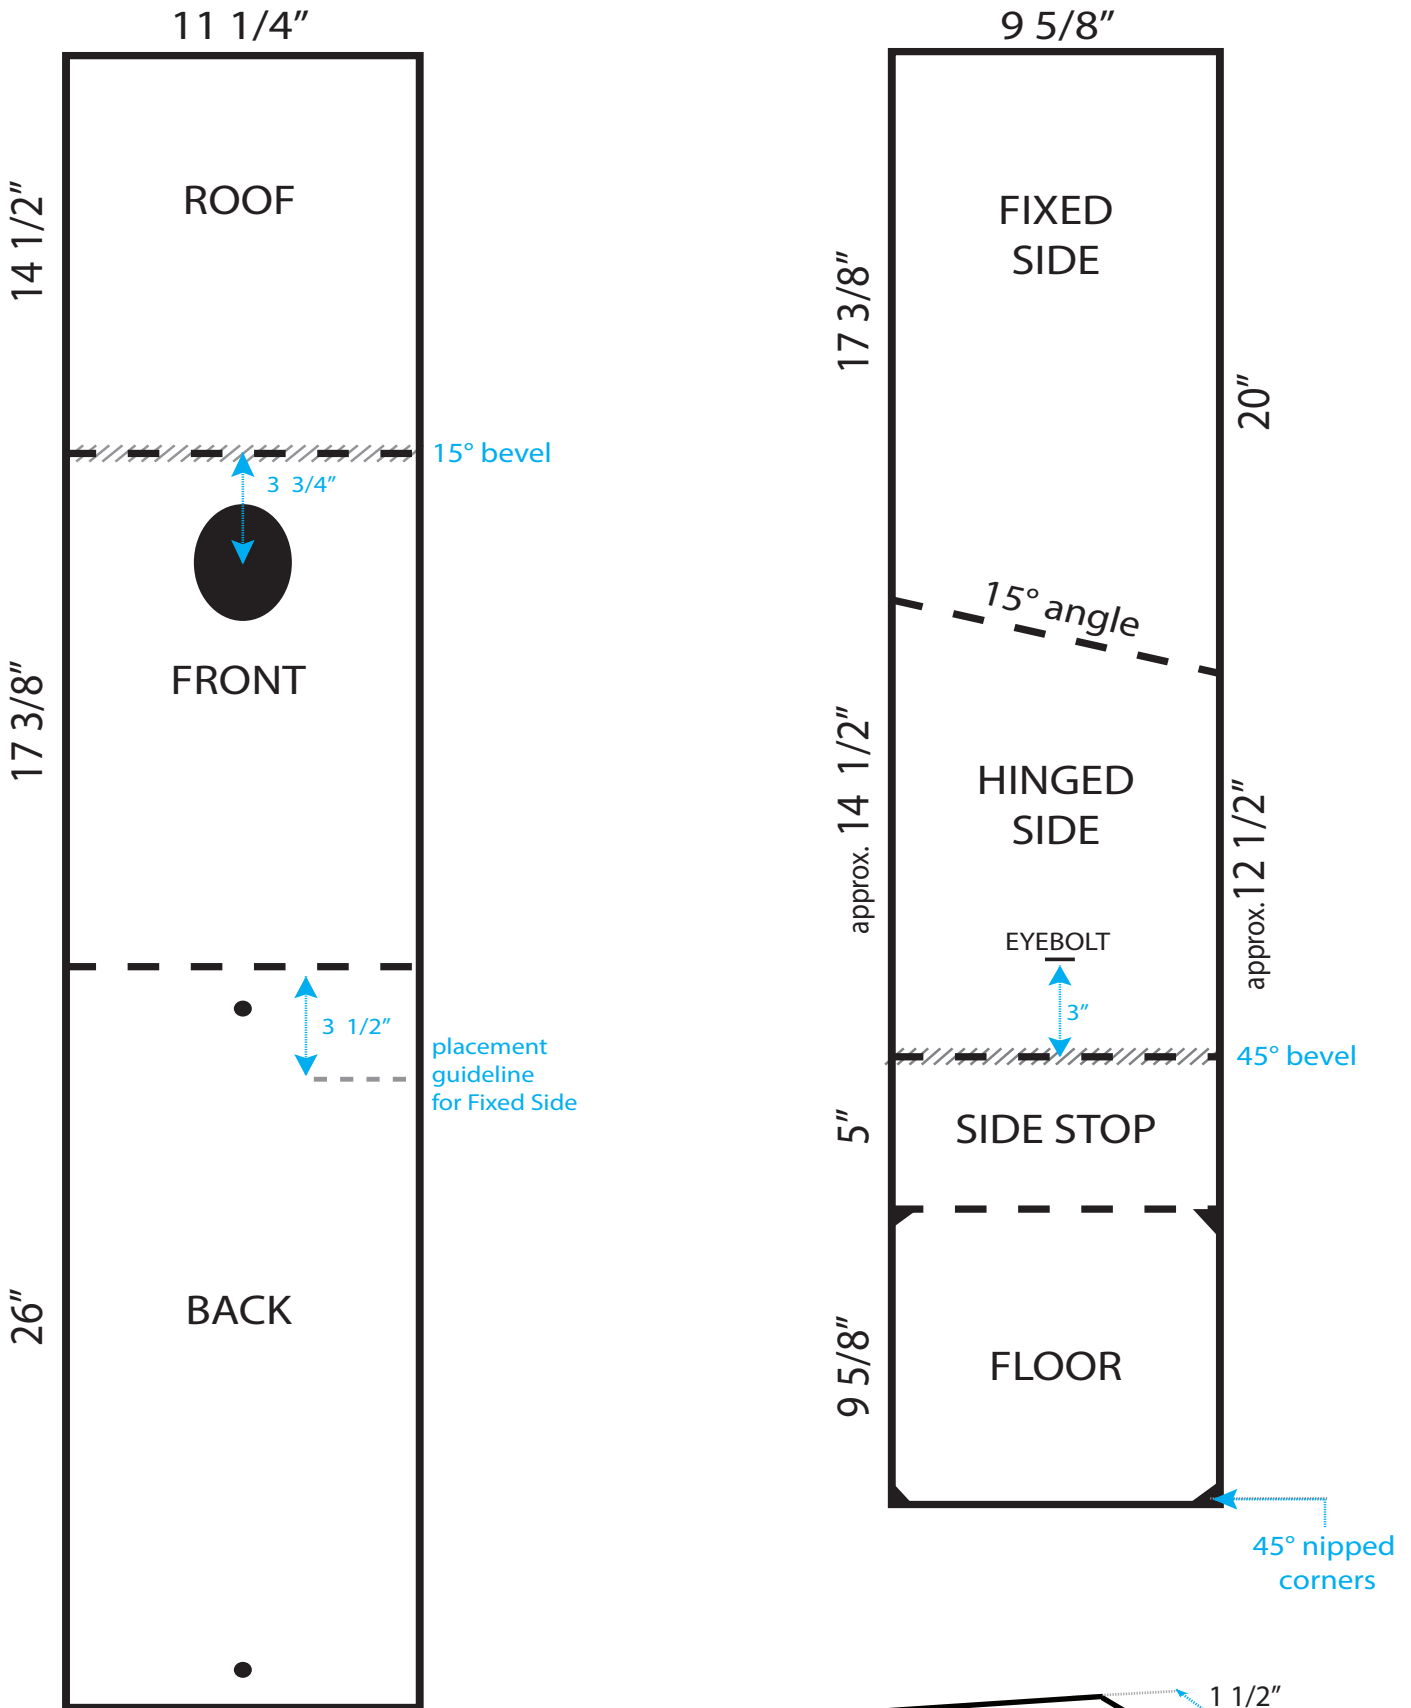 11 1/4”
14 1/2”
ROOF
15° bevel
3 3/4”
17 3/8”
FRONT
3 1/2”
placement
guideline
for Fixed Side
26”
BACK
9 5/8”
FIXED
SIDE
17 3/8”
20”
15° angle
approx. 14 1/2”
HINGED
SIDE
approx. 12 1/2”
EYEBOLT
3”
45° bevel
5”
SIDE STOP
9 5/8”
FLOOR
45° nipped
corners
1 1/2”